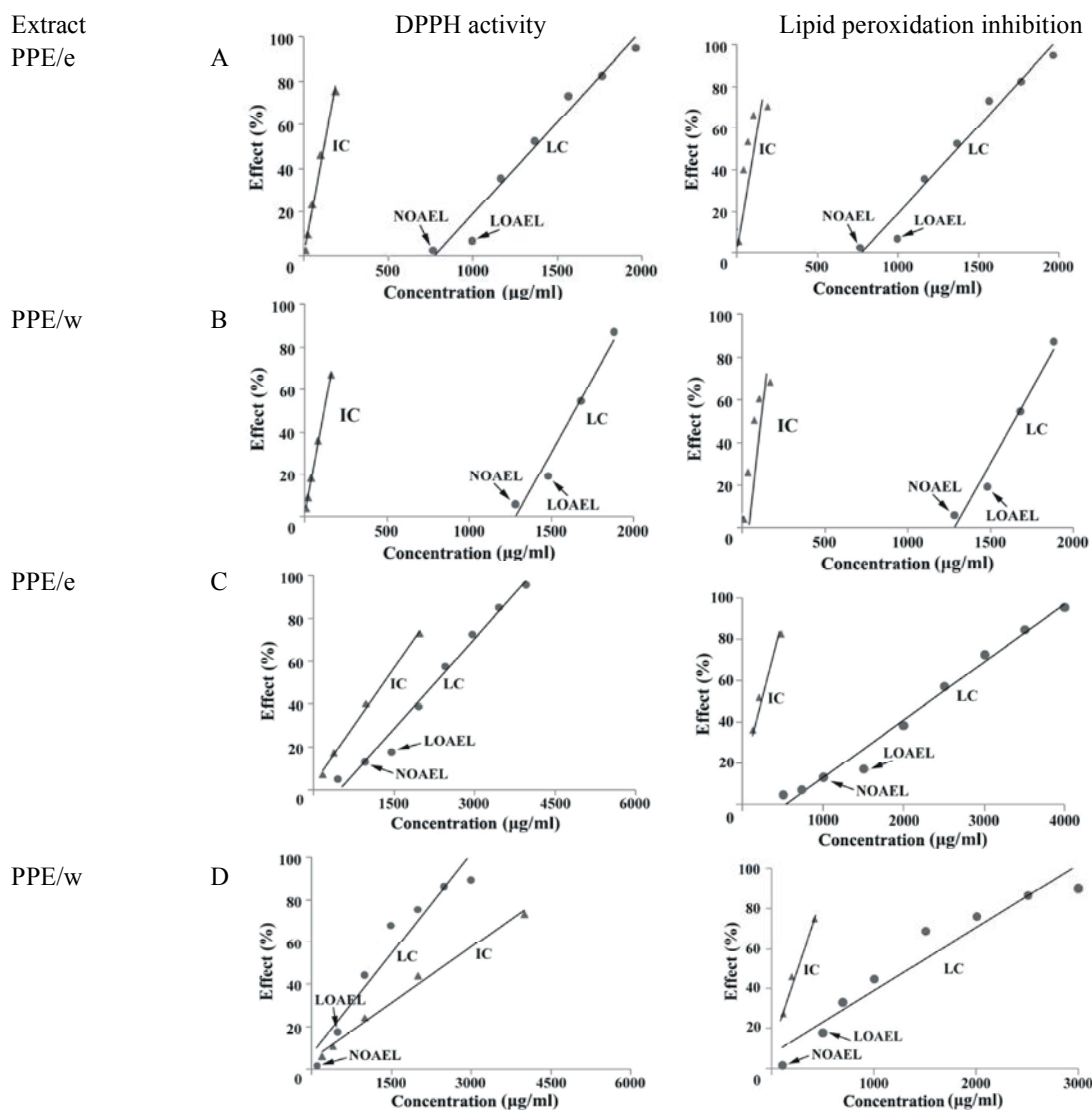 Extract DPPH activity Lipid peroxidation inhibition
PPE/e A
Effect (%)
100
80
60
40
20
0
IC
LC
NOAEL
LOAEL
500 1000 1500 2000
Concentration (µg/ml)
Effect (%)
100
80
60
40
20
0
IC
LC
NOAEL
LOAEL
500 1000 1500 2000
Concentration (µg/ml)
PPE/w B
Effect (%)
100
80
60
40
20
0
IC
LC
NOAEL
LOAEL
500 1000 1500 2000
Concentration (µg/ml)
Effect (%)
100
80
60
40
20
0
IC
LC
NOAEL
LOAEL
500 1000 1500 2000
Concentration (µg/ml)
PPE/e C
Effect (%)
100
80
60
40
20
0
IC
LC
LOAEL
NOAEL
1500 3000 4500 6000
Concentration (µg/ml)
Effect (%)
100
80
60
40
20
0
IC
LC
LOAEL
NOAEL
1000 2000 3000 4000
Concentration (µg/ml)
PPE/w D
Effect (%)
100
80
60
40
20
0
LC
IC
LOAEL
NOAEL
1500 3000 4500 6000
Concentration (µg/ml)
Effect (%)
100
80
60
40
20
0
IC
LC
LOAEL
NOAEL
1000 2000 3000
Concentration (µg/ml)